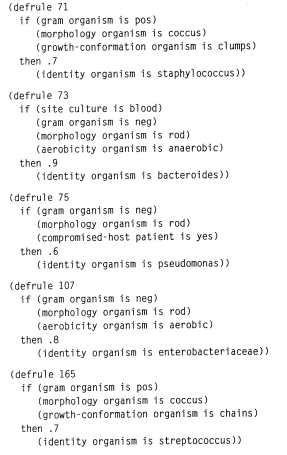 (defrule 71
if (gram organism is pos)
(morphology organism is coccus)
(growth-conformation organism is clumps)
then .7
(identity organism is staphylococcus))
(defrule 73
if (site culture is blood)
(gram organism is neg)
(morphology organism is rod)
(aerobicity organism is anaerobic)
then .9
(identity organism is bacteroides))
(defrule 75
if (gram organism is neg)
(morphology organism is rod)
(compromised-host patient is yes)
then .6
(identity organism is pseudomonas))
(defrule 107
if (gram organism is neg)
(morphology organism is rod)
(aerobicity organism is aerobic)
then .8
(identity organism is enterobacteriaceae))
(defrule 165
if (gram organism is pos)
(morphology organism is coccus)
(growth-conformation organism is chains)
then .7
(identity organism is streptococcus))